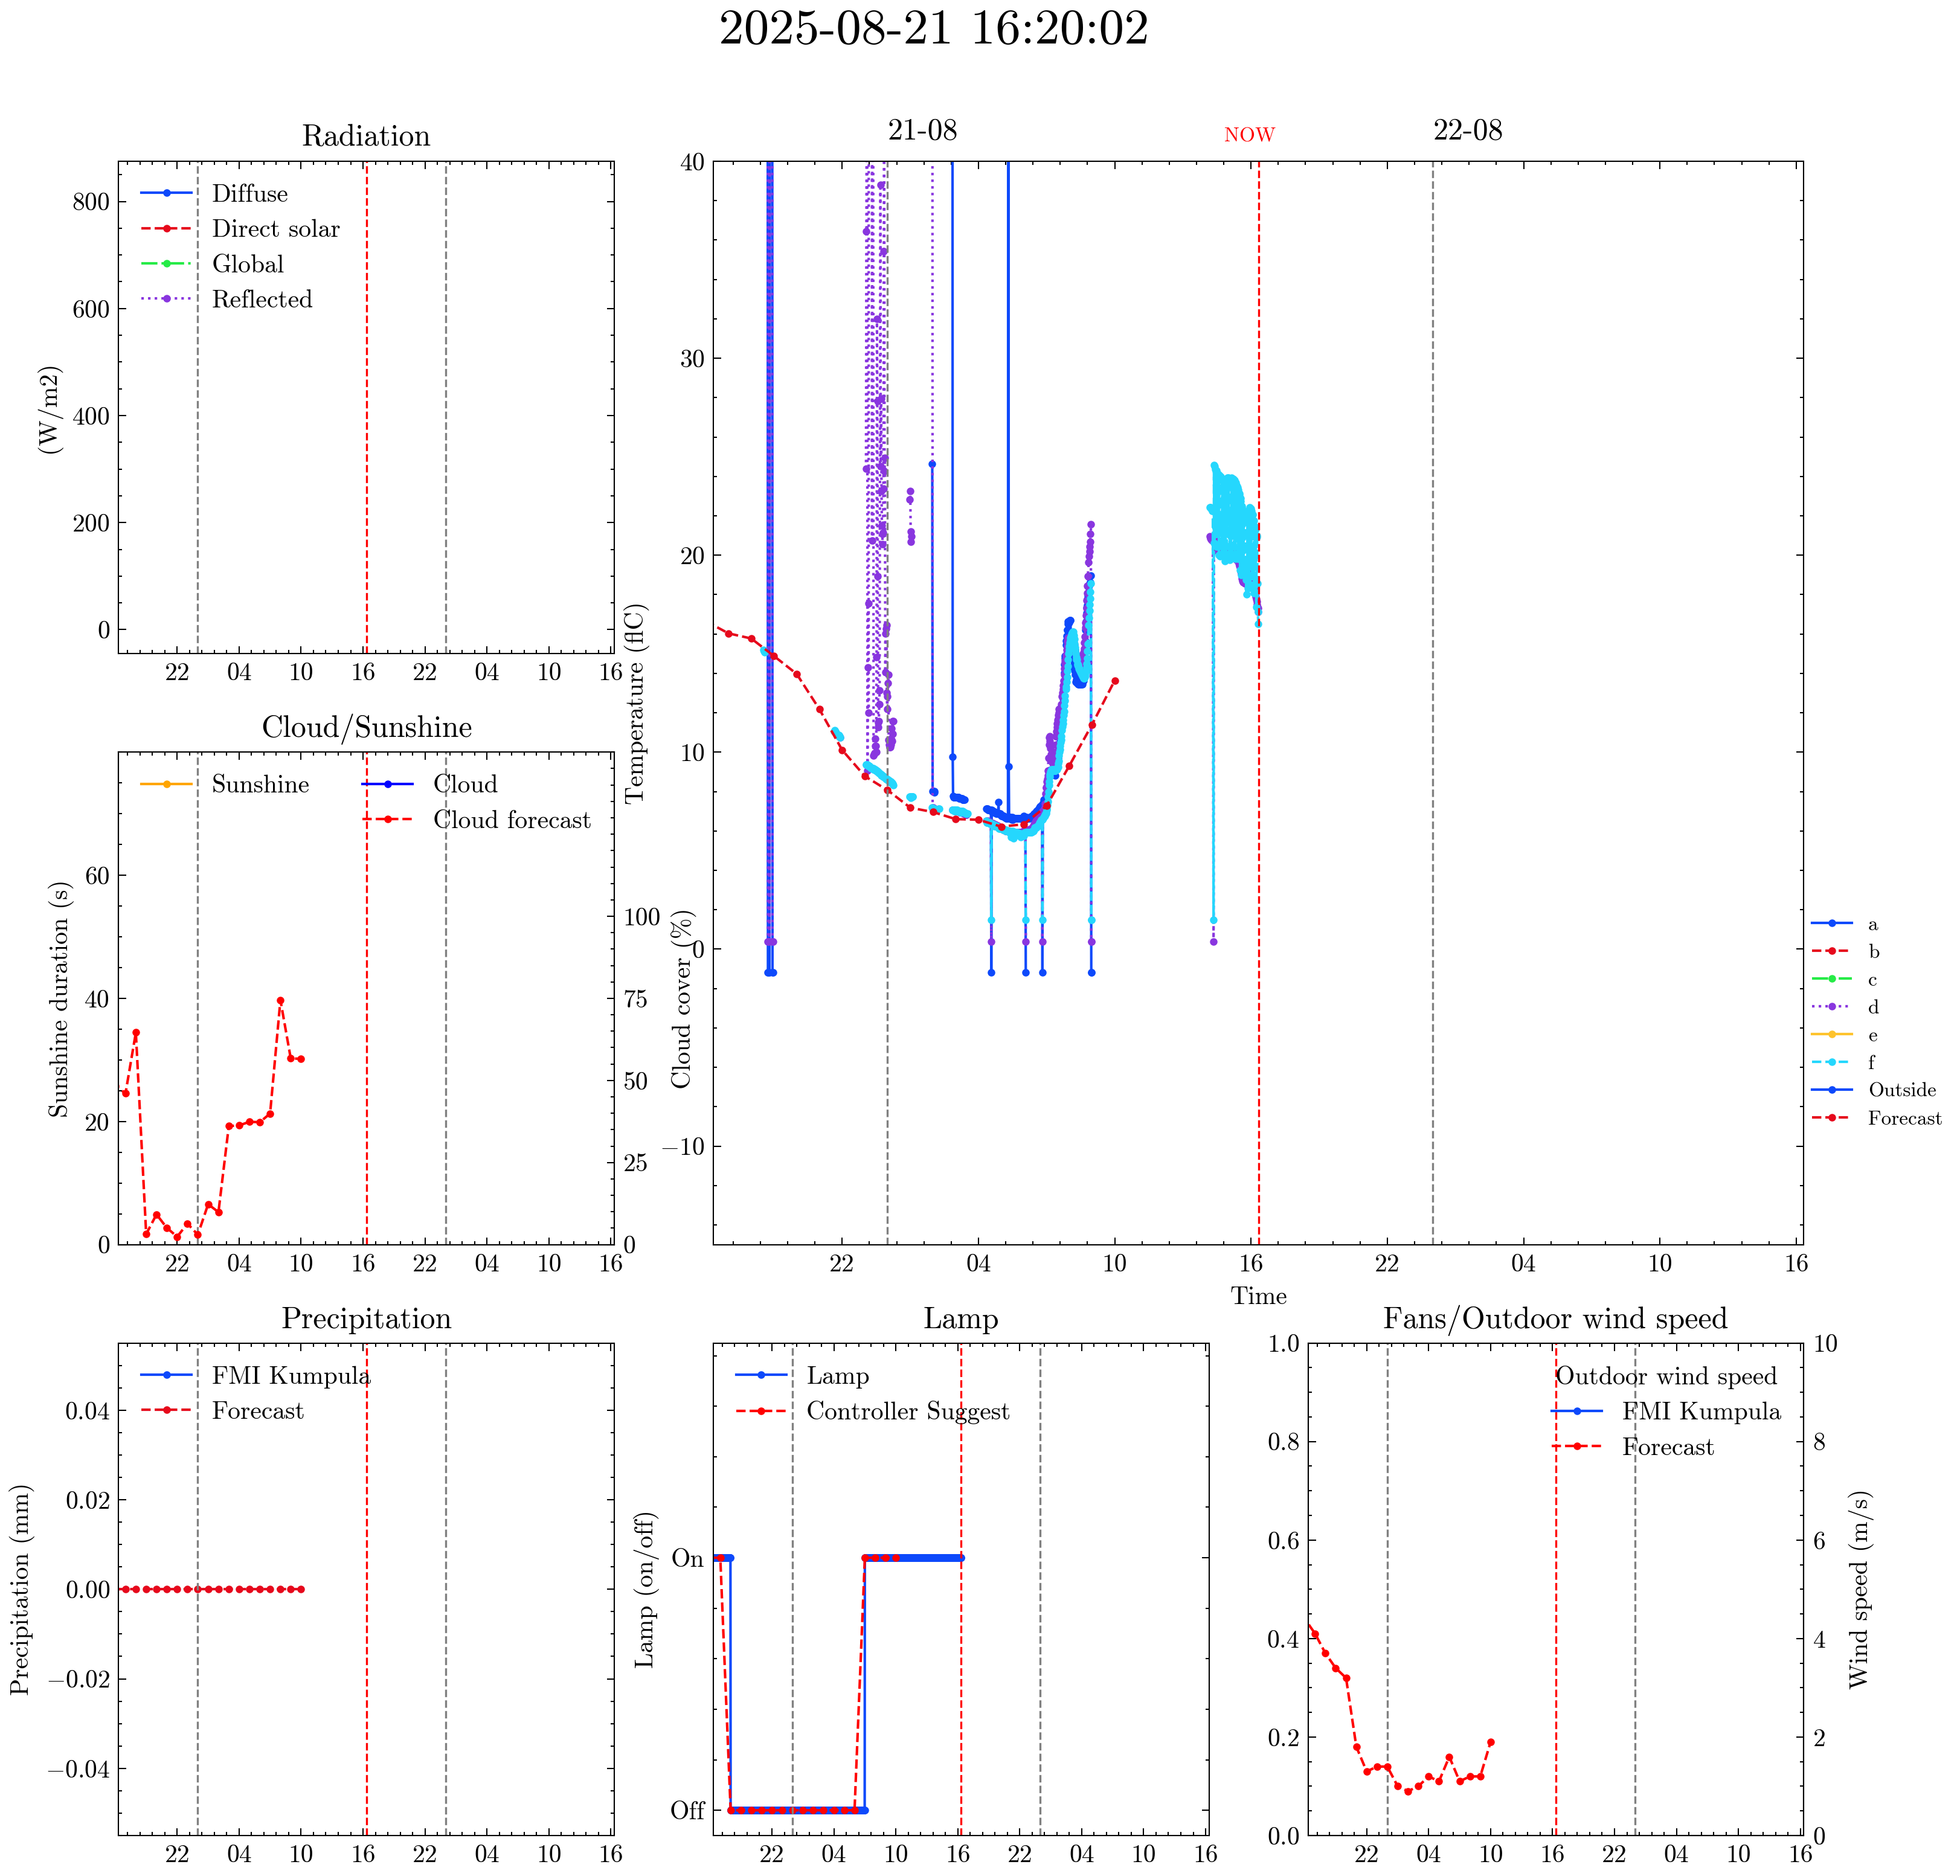 2025-08-21 16:20:02
Radiation
Diffuse
Direct solar
Global
Reflected
(W/m2)
800
600
400
200
0
22 04 10 16 22 04 10 16
21-08
NOW
22-08
Temperature (flC)
40
30
20
10
0
−10
22 04 10 16 22 04 10 16
Time
a
b
c
d
e
f
Outside
Forecast
Cloud/Sunshine
Sunshine
Cloud
Cloud forecast
Sunshine duration (s)
60
40
20
0
Cloud cover (%)
100
75
50
25
0
22 04 10 16 22 04 10 16
Precipitation
FMI Kumpula
Forecast
Precipitation (mm)
0.04
0.02
0.00
−0.02
−0.04
22 04 10 16 22 04 10 16
Lamp
Lamp
Controller Suggest
Lamp (on/off)
On
Off
22 04 10 16 22 04 10 16
Fans/Outdoor wind speed
Outdoor wind speed
FMI Kumpula
Forecast
1.0
0.8
0.6
0.4
0.2
0.0
Wind speed (m/s)
10
8
6
4
2
0
22 04 10 16 22 04 10 16